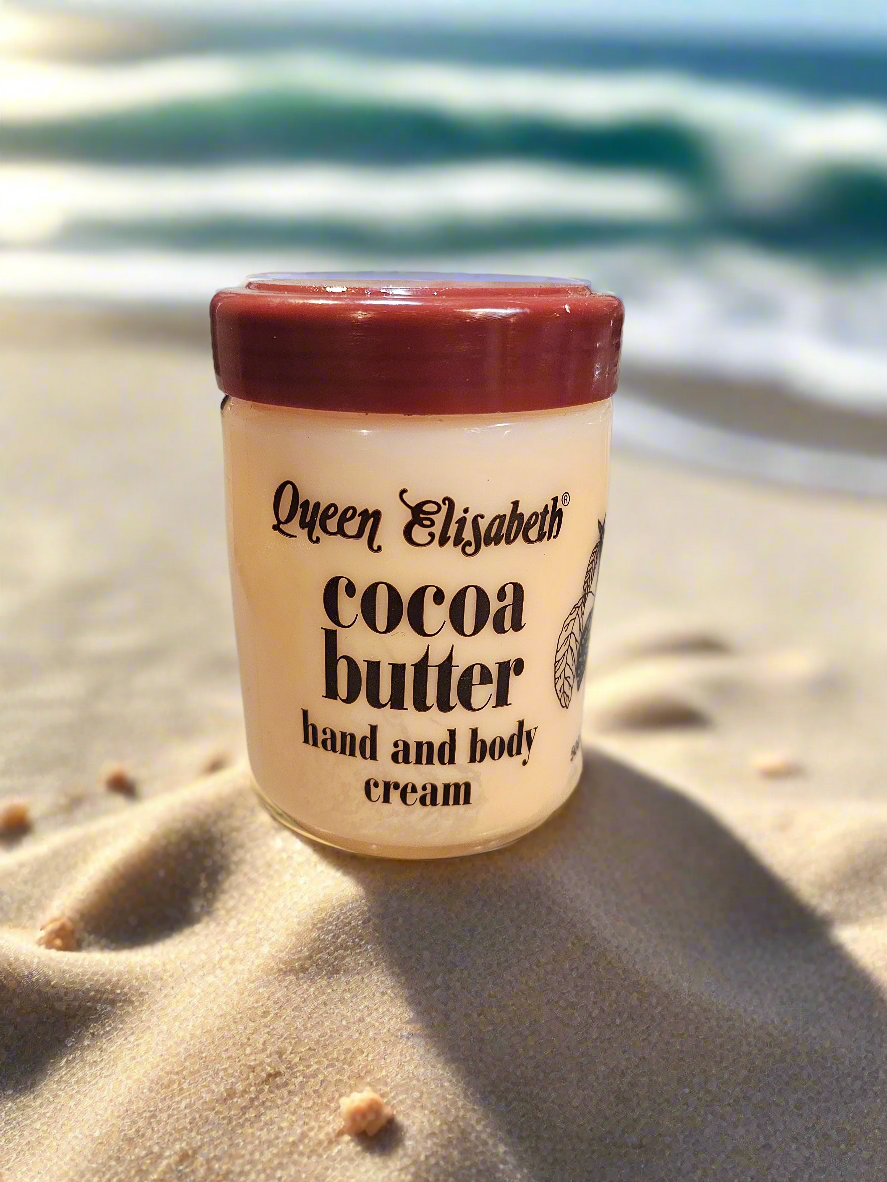 Queen Elisabeth®
cocoa
butter
hand and body
cream